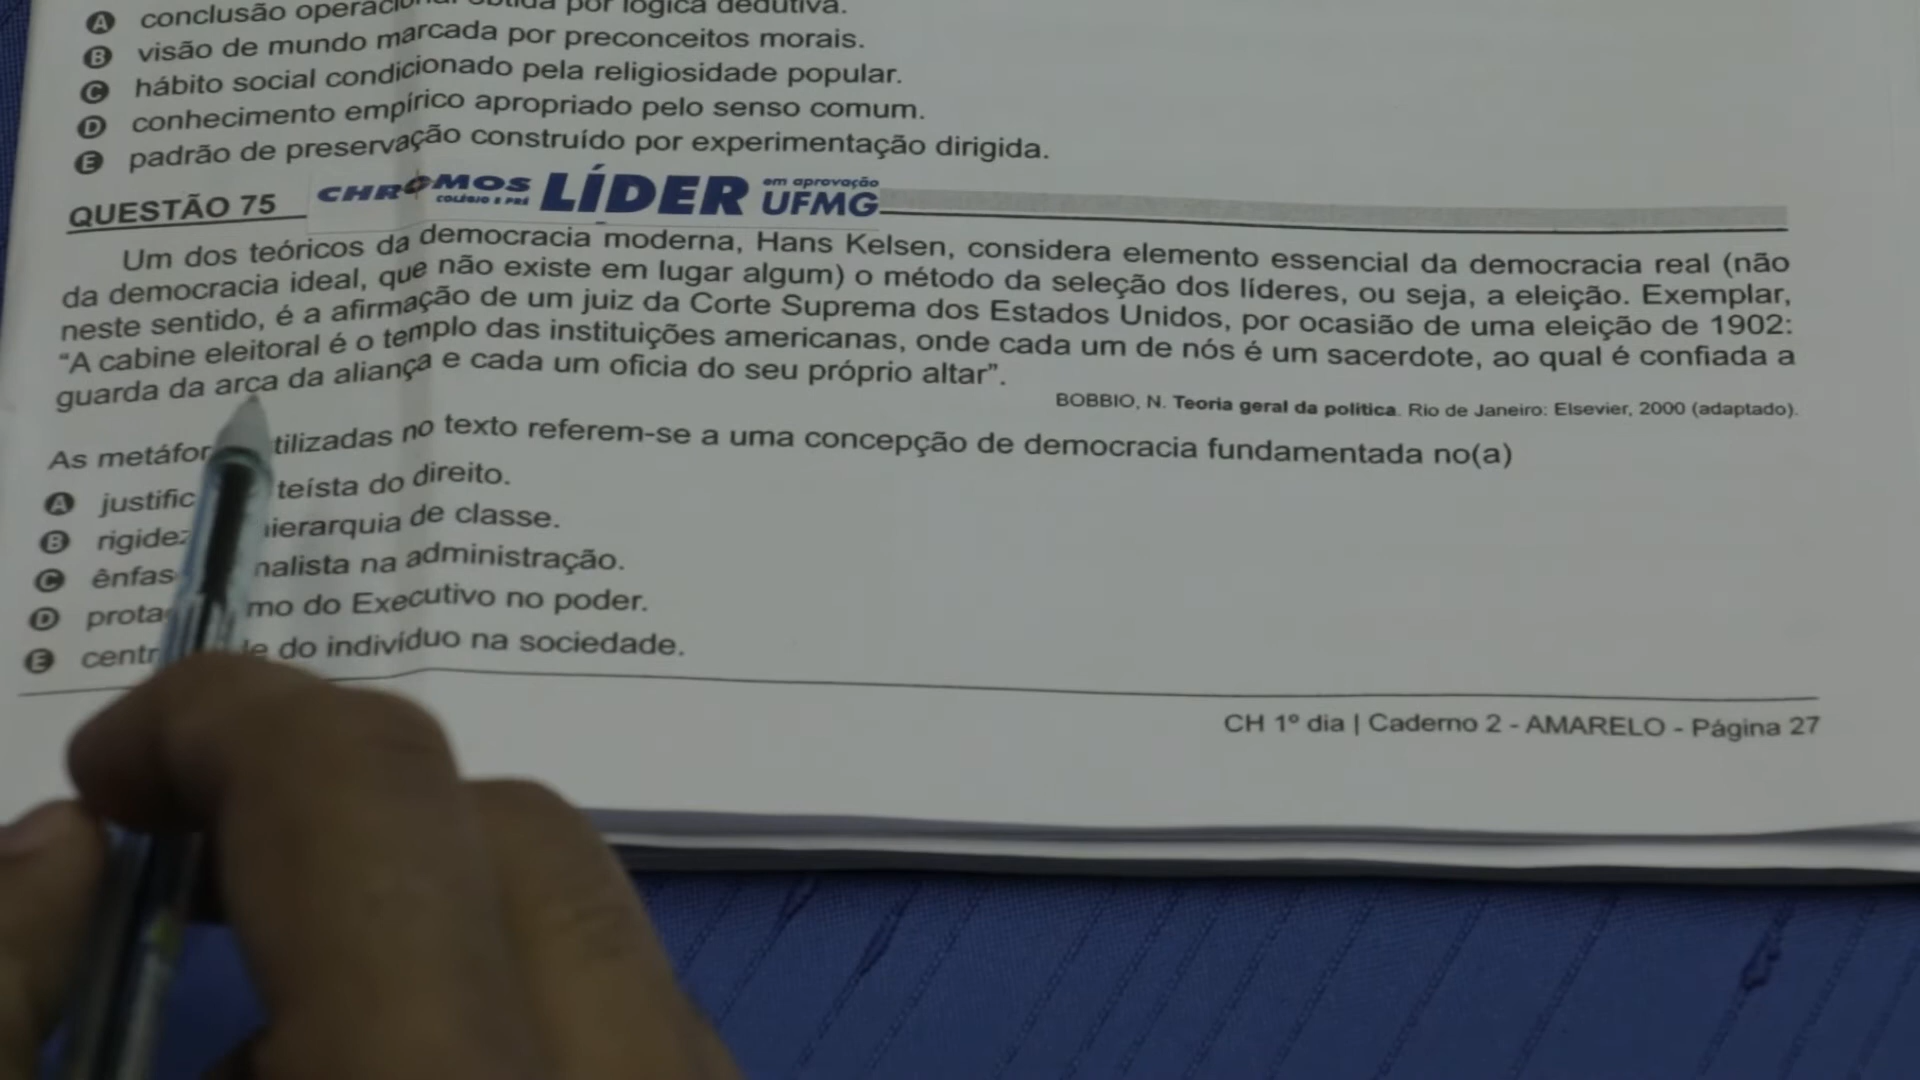 A conclusão operacional obtida por lógica dedutiva.
B visão de mundo marcada por preconceitos morais.
C hábito social condicionado pela religiosidade popular.
D conhecimento empírico apropriado pelo senso comum.
E padrão de preservação construído por experimentação dirigida.
QUESTÃO 75 CHROMOS COLÉGIO E PRÉ LÍDER em aprovação UFMG
Um dos teóricos da democracia moderna, Hans Kelsen, considera elemento essencial da democracia real (não
da democracia ideal, que não existe em lugar algum) o método da seleção dos líderes, ou seja, a eleição. Exemplar,
neste sentido, é a afirmação de um juiz da Corte Suprema dos Estados Unidos, por ocasião de uma eleição de 1902:
“A cabine eleitoral é o templo das instituições americanas, onde cada um de nós é um sacerdote, ao qual é confiada a
guarda da arca da aliança e cada um oficia do seu próprio altar”.
BOBBIO, N. Teoria geral da política. Rio de Janeiro: Elsevier, 2000 (adaptado).
As metáfor tilizadas no texto referem-se a uma concepção de democracia fundamentada no(a)
A justific teísta do direito.
B rigidez hierarquia de classe.
C ênfas nalista na administração.
D prota mo do Executivo no poder.
E centr de do indivíduo na sociedade.
CH 1º dia | Caderno 2 - AMARELO - Página 27